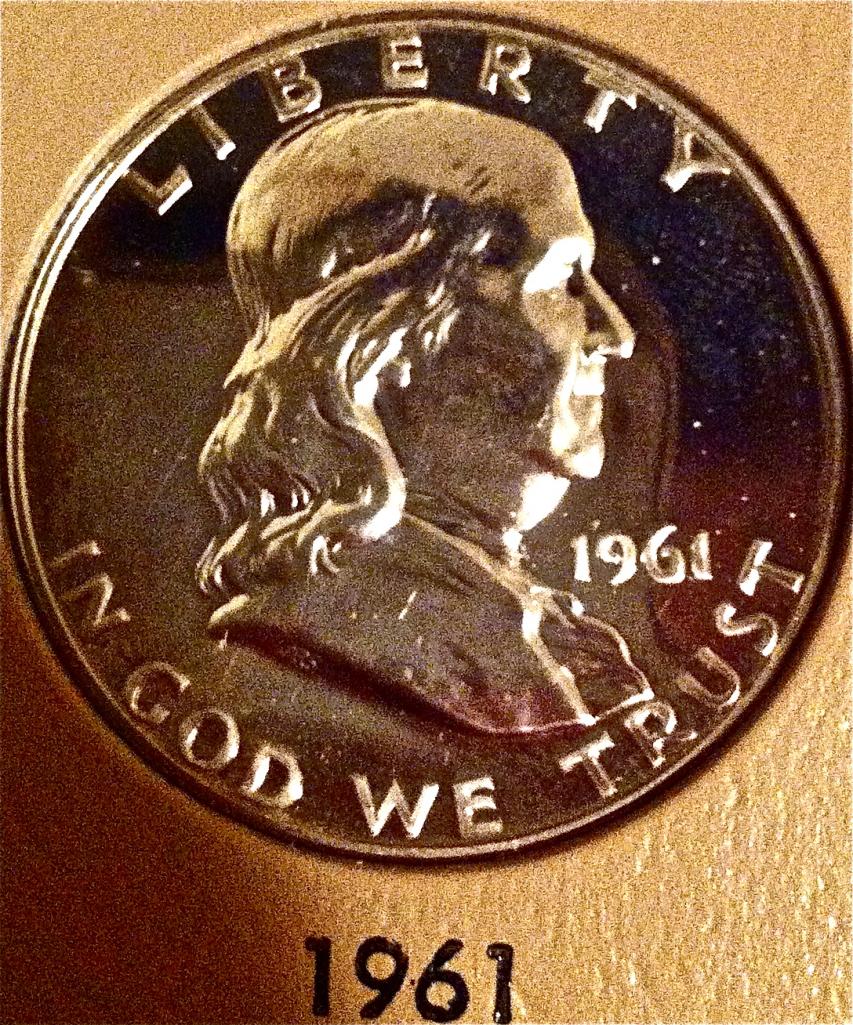 LIBERTY
1961
IN GOD WE TRUST
1961